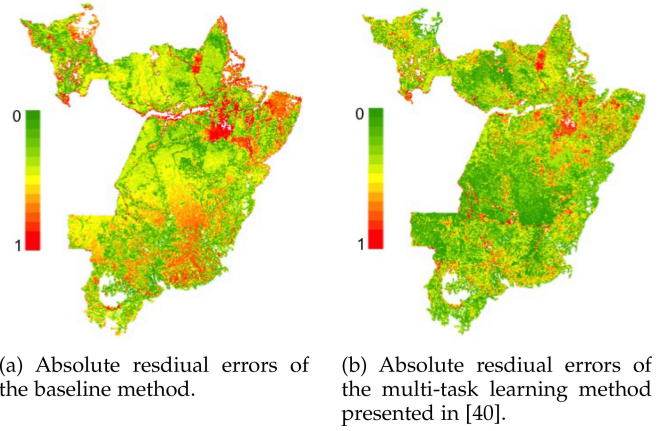 0
1
0
1
(a) Absolute resdiual errors of
the baseline method.
(b) Absolute resdiual errors of
the multi-task learning method
presented in [40].